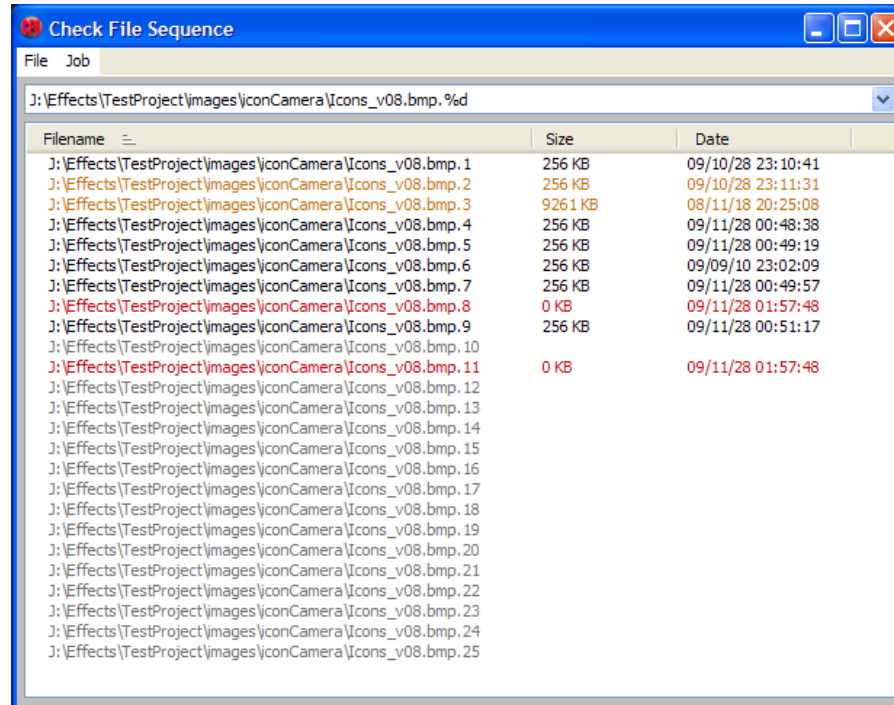 Check File Sequence
File Job
J:\Effects\TestProject\images\iconCamera\Icons_v08.bmp.%d
Filename Size Date
J:\Effects\TestProject\images\iconCamera\Icons_v08.bmp.1 256 KB 09/10/28 23:10:41
J:\Effects\TestProject\images\iconCamera\Icons_v08.bmp.2 256 KB 09/10/28 23:11:31
J:\Effects\TestProject\images\iconCamera\Icons_v08.bmp.3 9261 KB 08/11/18 20:25:08
J:\Effects\TestProject\images\iconCamera\Icons_v08.bmp.4 256 KB 09/11/28 00:48:38
J:\Effects\TestProject\images\iconCamera\Icons_v08.bmp.5 256 KB 09/11/28 00:49:19
J:\Effects\TestProject\images\iconCamera\Icons_v08.bmp.6 256 KB 09/09/10 23:02:09
J:\Effects\TestProject\images\iconCamera\Icons_v08.bmp.7 256 KB 09/11/28 00:49:57
J:\Effects\TestProject\images\iconCamera\Icons_v08.bmp.8 0 KB 09/11/28 01:57:48
J:\Effects\TestProject\images\iconCamera\Icons_v08.bmp.9 256 KB 09/11/28 00:51:17
J:\Effects\TestProject\images\iconCamera\Icons_v08.bmp.10
J:\Effects\TestProject\images\iconCamera\Icons_v08.bmp.11 0 KB 09/11/28 01:57:48
J:\Effects\TestProject\images\iconCamera\Icons_v08.bmp.12
J:\Effects\TestProject\images\iconCamera\Icons_v08.bmp.13
J:\Effects\TestProject\images\iconCamera\Icons_v08.bmp.14
J:\Effects\TestProject\images\iconCamera\Icons_v08.bmp.15
J:\Effects\TestProject\images\iconCamera\Icons_v08.bmp.16
J:\Effects\TestProject\images\iconCamera\Icons_v08.bmp.17
J:\Effects\TestProject\images\iconCamera\Icons_v08.bmp.18
J:\Effects\TestProject\images\iconCamera\Icons_v08.bmp.19
J:\Effects\TestProject\images\iconCamera\Icons_v08.bmp.20
J:\Effects\TestProject\images\iconCamera\Icons_v08.bmp.21
J:\Effects\TestProject\images\iconCamera\Icons_v08.bmp.22
J:\Effects\TestProject\images\iconCamera\Icons_v08.bmp.23
J:\Effects\TestProject\images\iconCamera\Icons_v08.bmp.24
J:\Effects\TestProject\images\iconCamera\Icons_v08.bmp.25